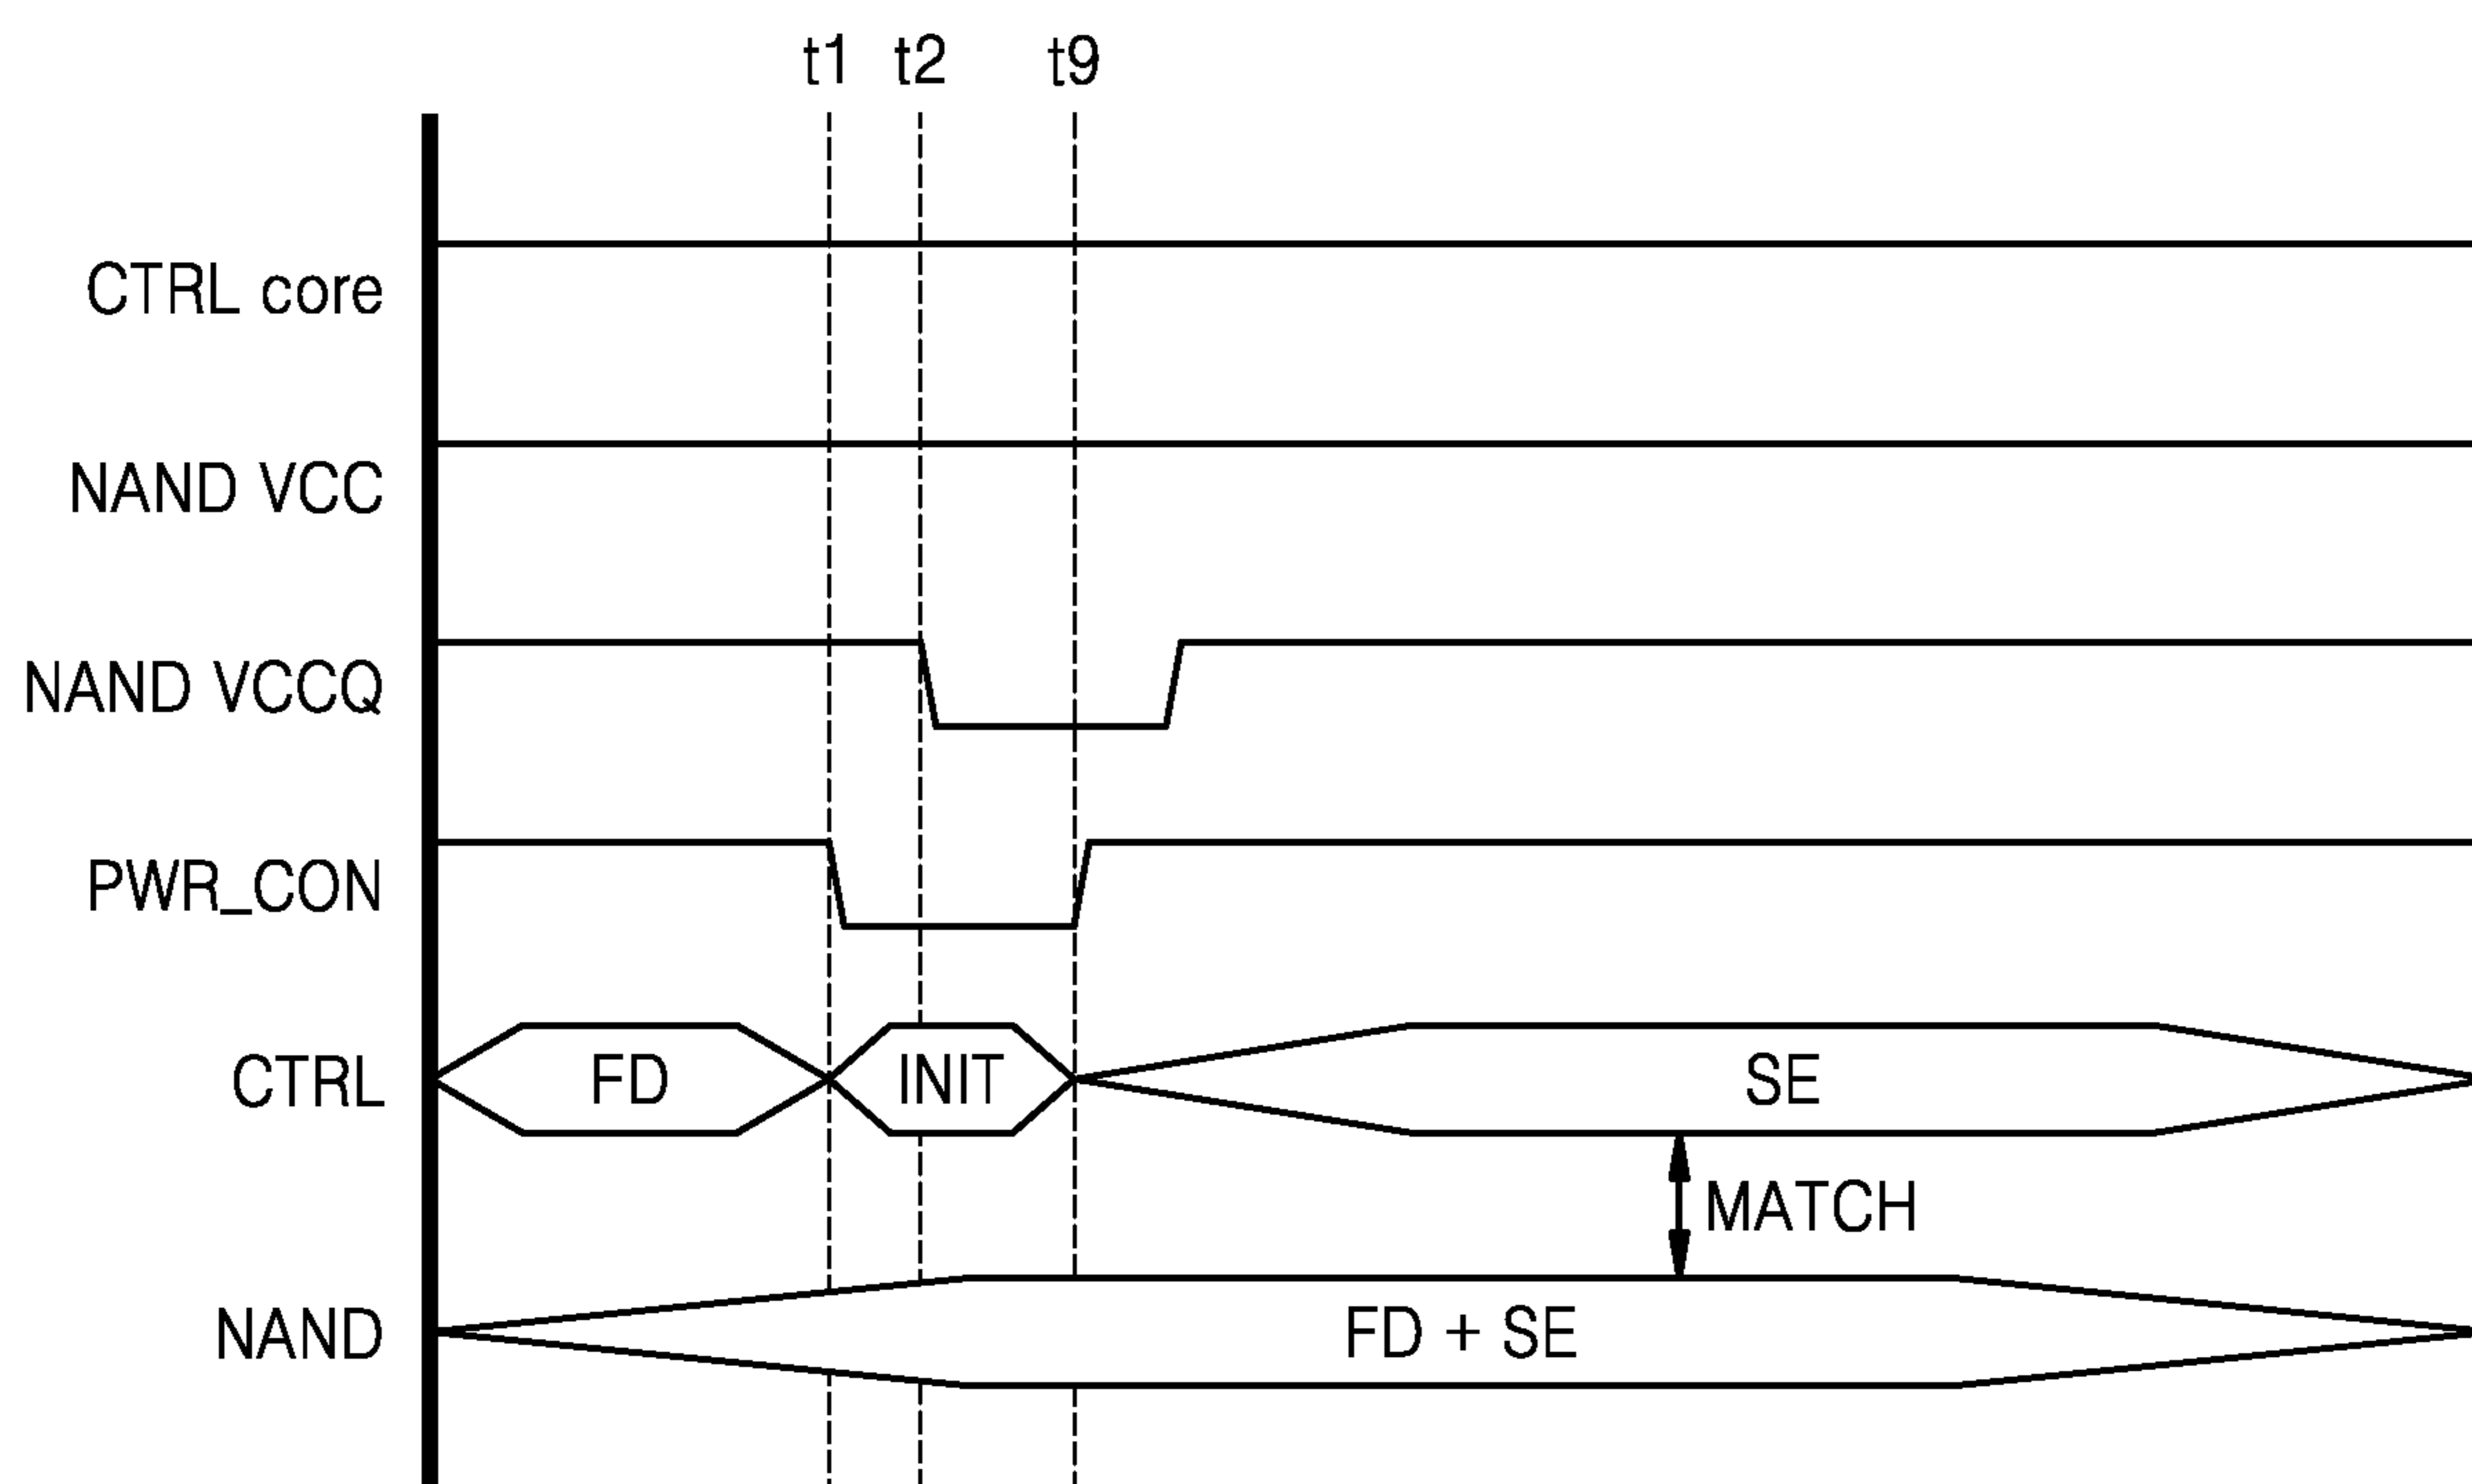 t1 t2 t9
CTRL core
NAND VCC
NAND VCCQ
PWR_CON
CTRL FD INIT SE
MATCH
NAND FD + SE